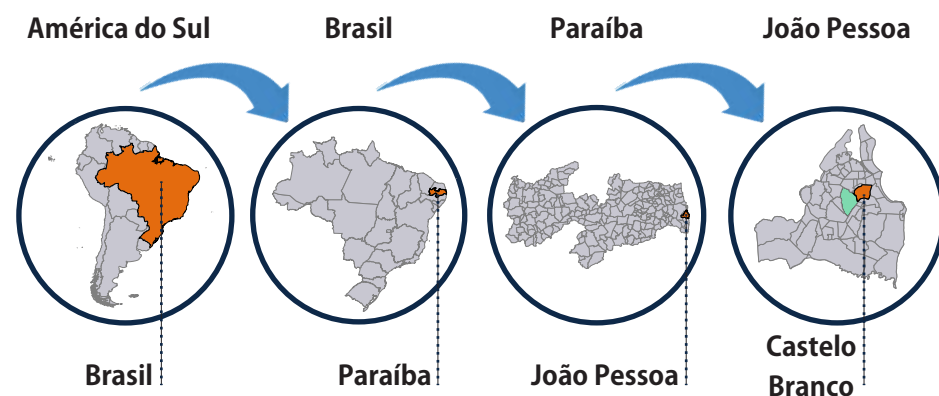 América do Sul
Brasil
Paraíba
João Pessoa
Brasil
Paraíba
João Pessoa
Castelo
Branco